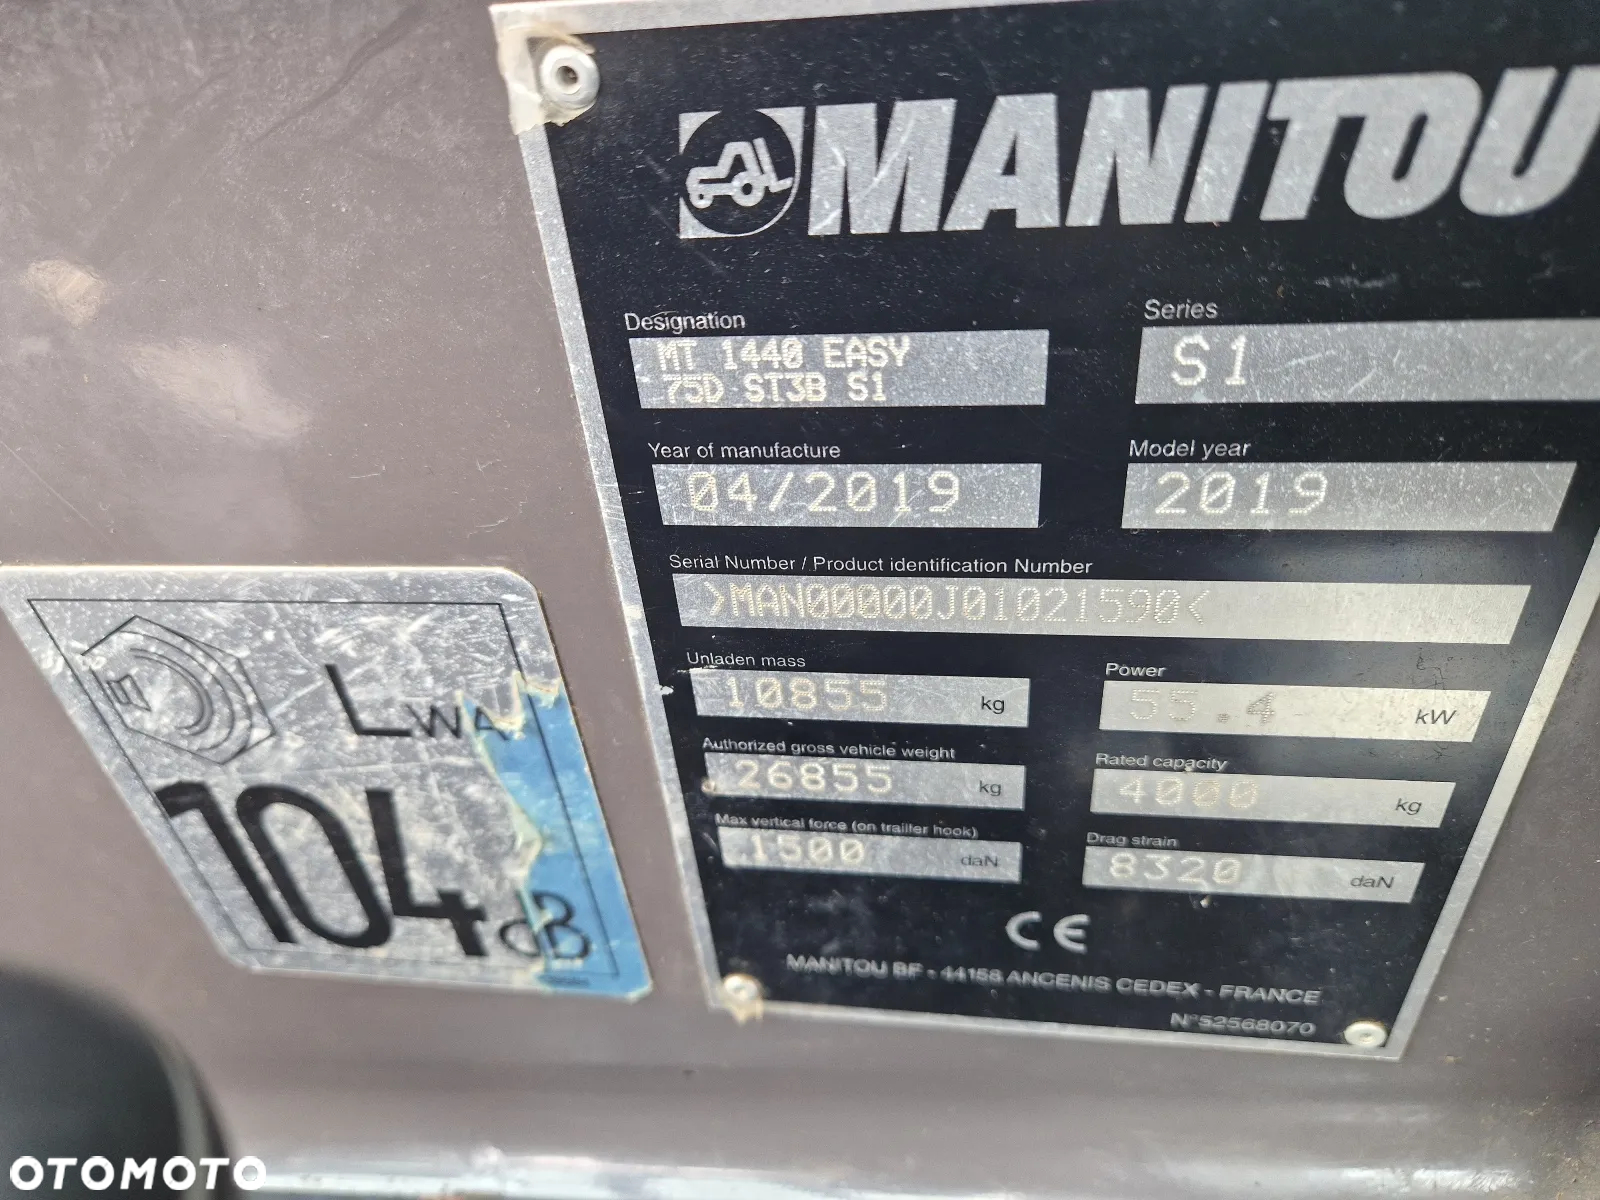 MANITOU
Designation
MT 1440 EASY
75D ST3B S1
Series
S1
Year of manufacture
04/2019
Model year
2019
Serial Number / Product identification Number
>MAN00000J01021590<
Unladen mass
10855 kg
Power
55.4 kW
Authorized gross vehicle weight
26855 kg
Rated capacity
4000 kg
Max vertical force (on trailler hook)
1500 daN
Drag strain
8320 daN
CE
MANITOU BF - 44158 ANCENIS CEDEX - FRANCE
N°52568070
LWA
104 dB
OTOMOTO